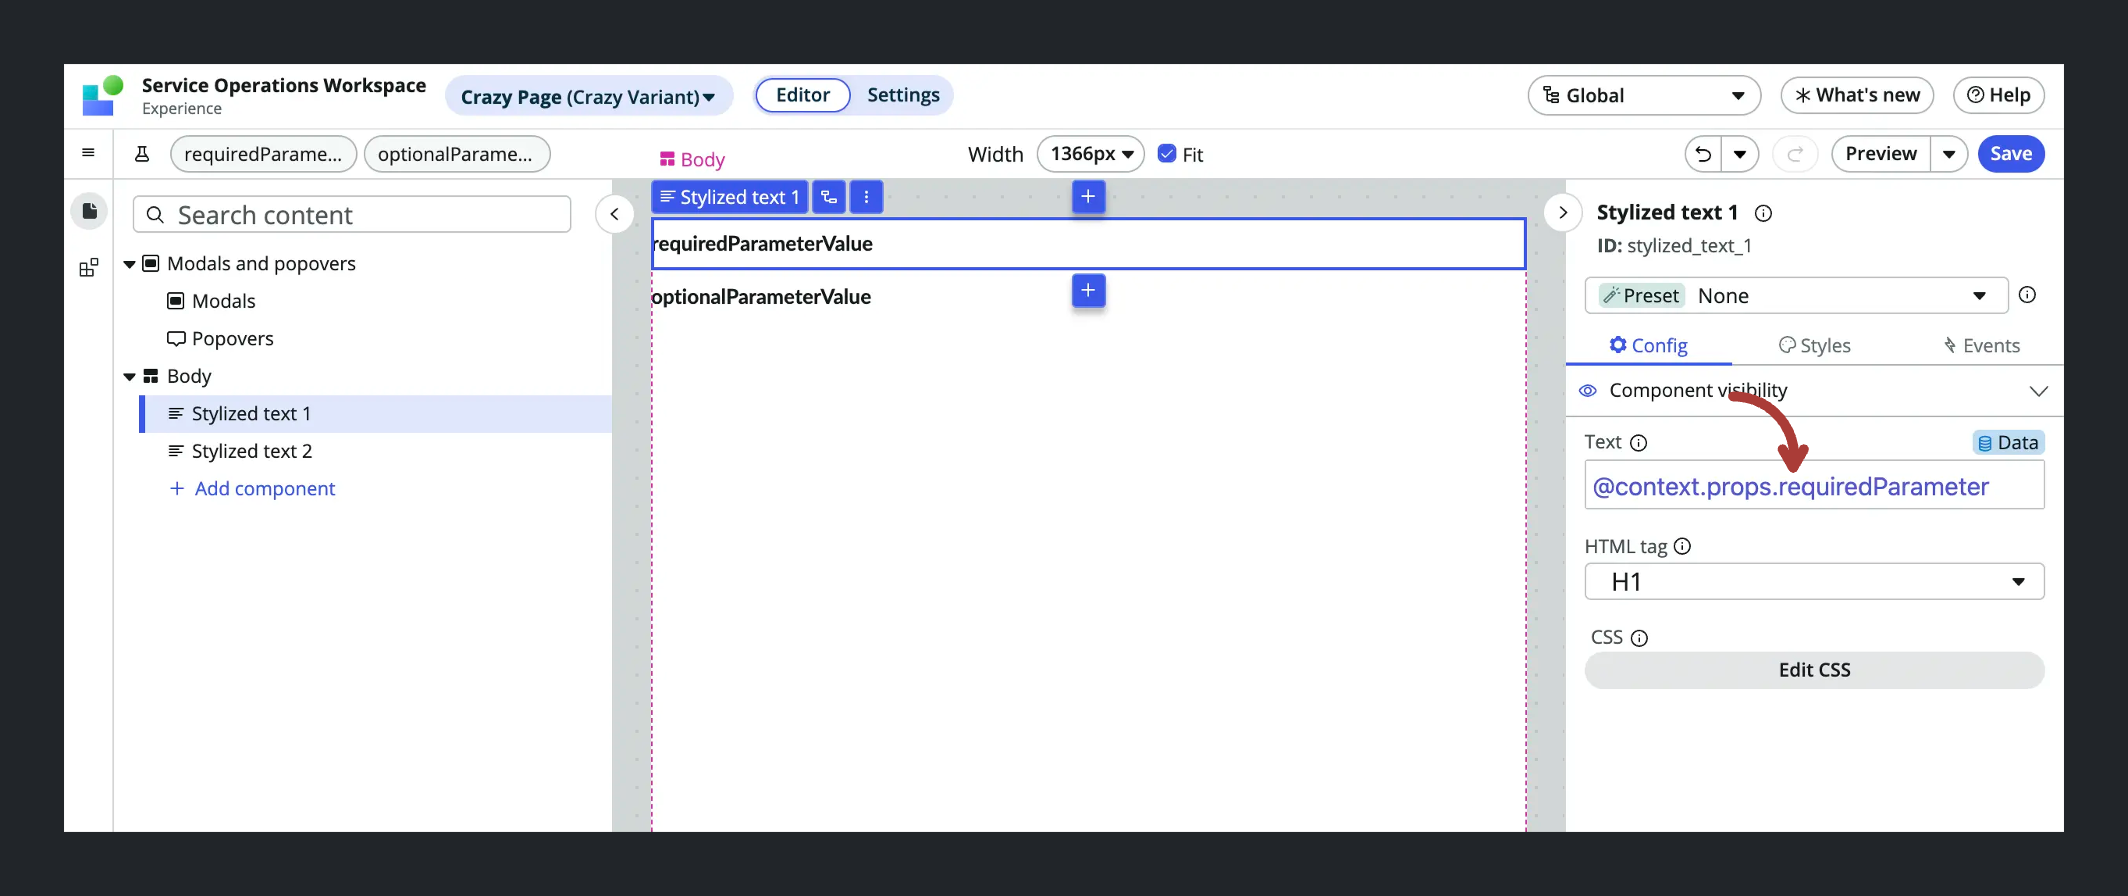 Service Operations Workspace
Experience
Crazy Page (Crazy Variant)
Editor
Settings
Global
What's new
Help
requiredParame...
optionalParame...
Body
Width
1366px
Fit
Preview
Save
Search content
Modals and popovers
Modals
Popovers
Body
Stylized text 1
Stylized text 2
+ Add component
Stylized text 1
requiredParameterValue
optionalParameterValue
Stylized text 1
ID: stylized_text_1
Preset None
Config
Styles
Events
Component visibility
Text
Data
@context.props.requiredParameter
HTML tag
H1
CSS
Edit CSS